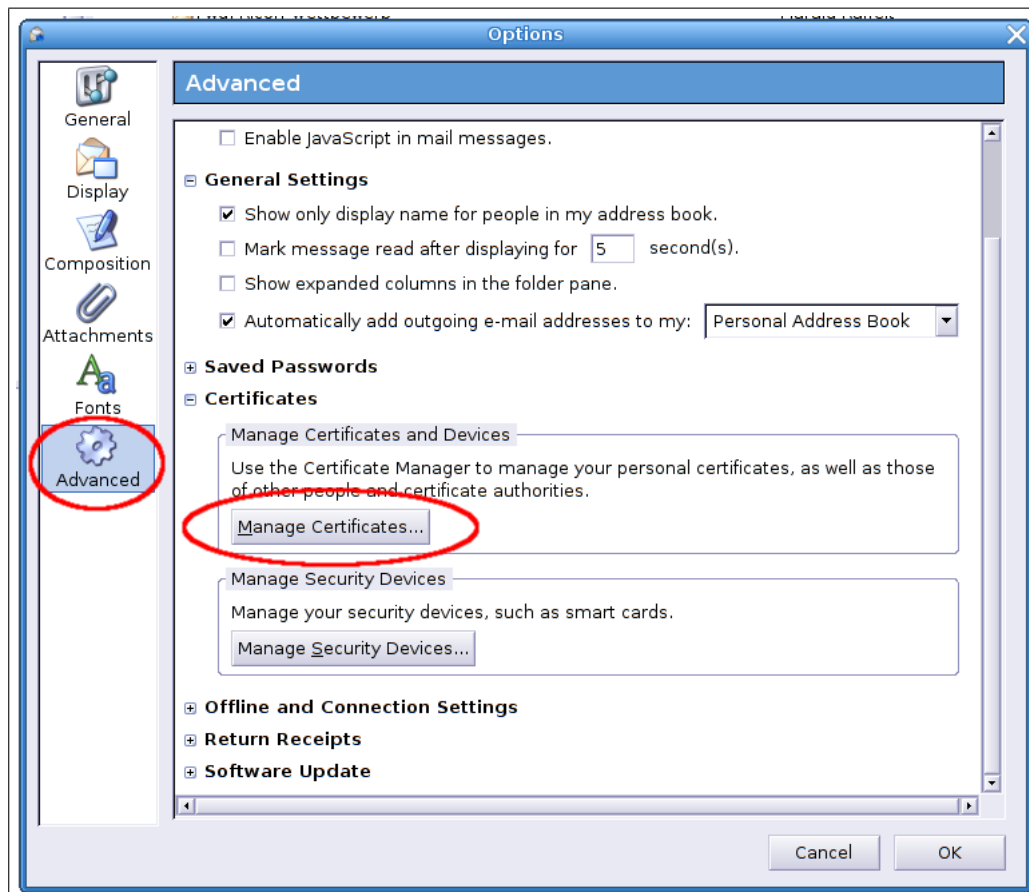 Options
General
Display
Composition
Attachments
Fonts
Advanced
Advanced
Enable JavaScript in mail messages.
General Settings
Show only display name for people in my address book.
Mark message read after displaying for 5 second(s).
Show expanded columns in the folder pane.
Automatically add outgoing e-mail addresses to my: Personal Address Book
Saved Passwords
Certificates
Manage Certificates and Devices
Use the Certificate Manager to manage your personal certificates, as well as those
of other people and certificate authorities.
Manage Certificates...
Manage Security Devices
Manage your security devices, such as smart cards.
Manage Security Devices...
Offline and Connection Settings
Return Receipts
Software Update
Cancel
OK